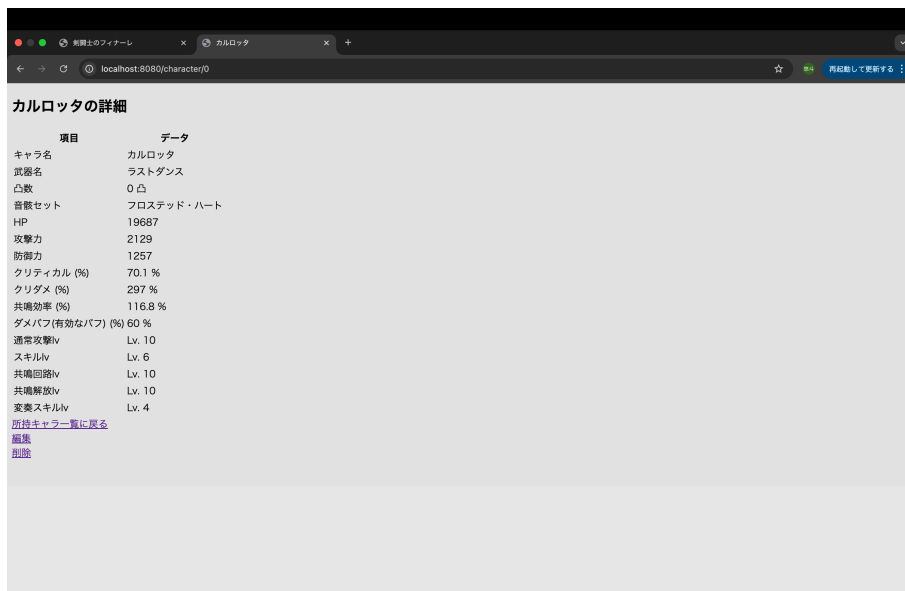 剣闘士のフィナーレ
カルロッタ
localhost:8080/character/0
再起動して更新する
カルロッタの詳細
項目 データ
キャラ名 カルロッタ
武器名 ラストダンス
凸数 0 凸
音骸セット フロステッド・ハート
HP 19687
攻撃力 2129
防御力 1257
クリティカル (%) 70.1 %
クリダメ (%) 297 %
共鳴効率 (%) 116.8 %
ダメバフ(有効なバフ) (%) 60 %
通常攻撃lv Lv. 10
スキルlv Lv. 6
共鳴回路lv Lv. 10
共鳴解放lv Lv. 10
変奏スキルlv Lv. 4
所持キャラ一覧に戻る
編集
削除